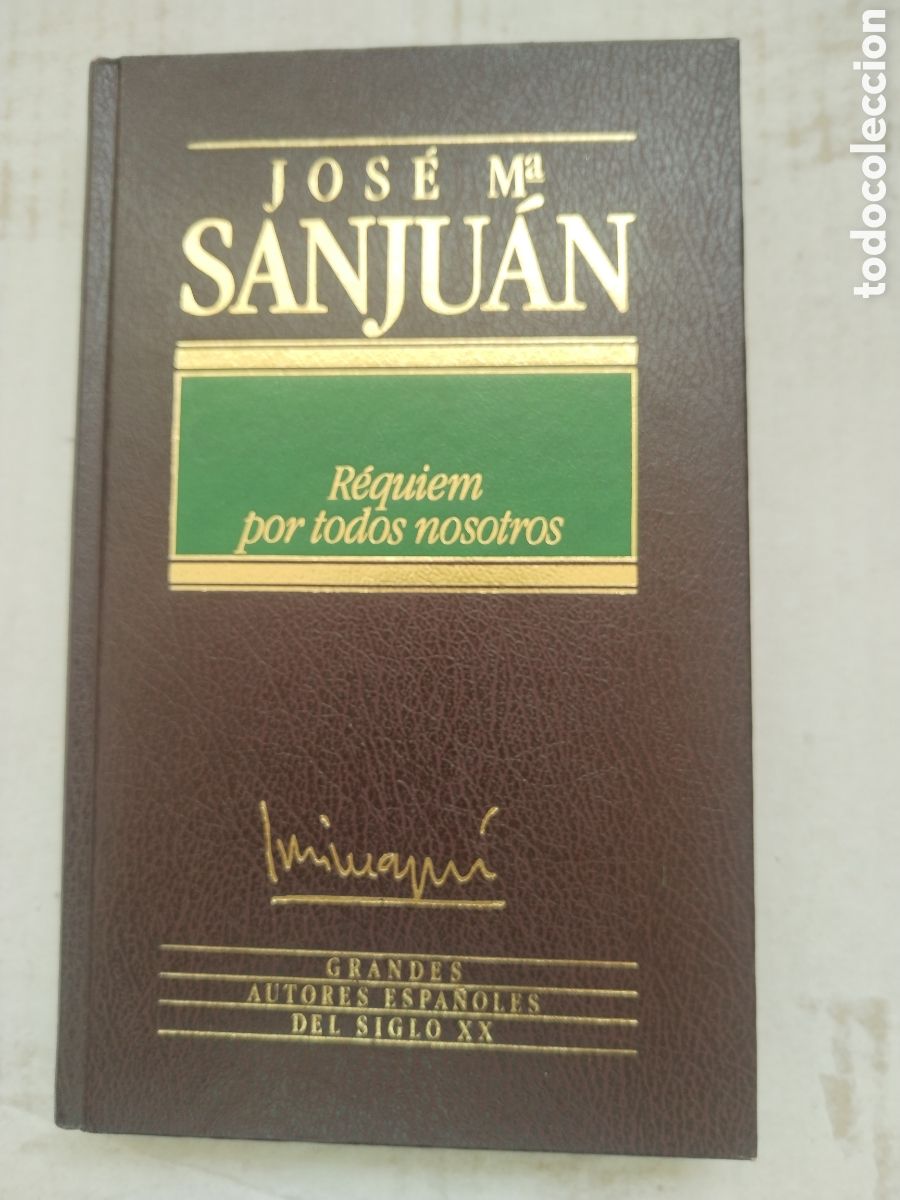 JOSÉ Mª
SANJUÁN
Réquiem
por todos nosotros
GRANDES
AUTORES ESPAÑOLES
DEL SIGLO XX
todocoleccion